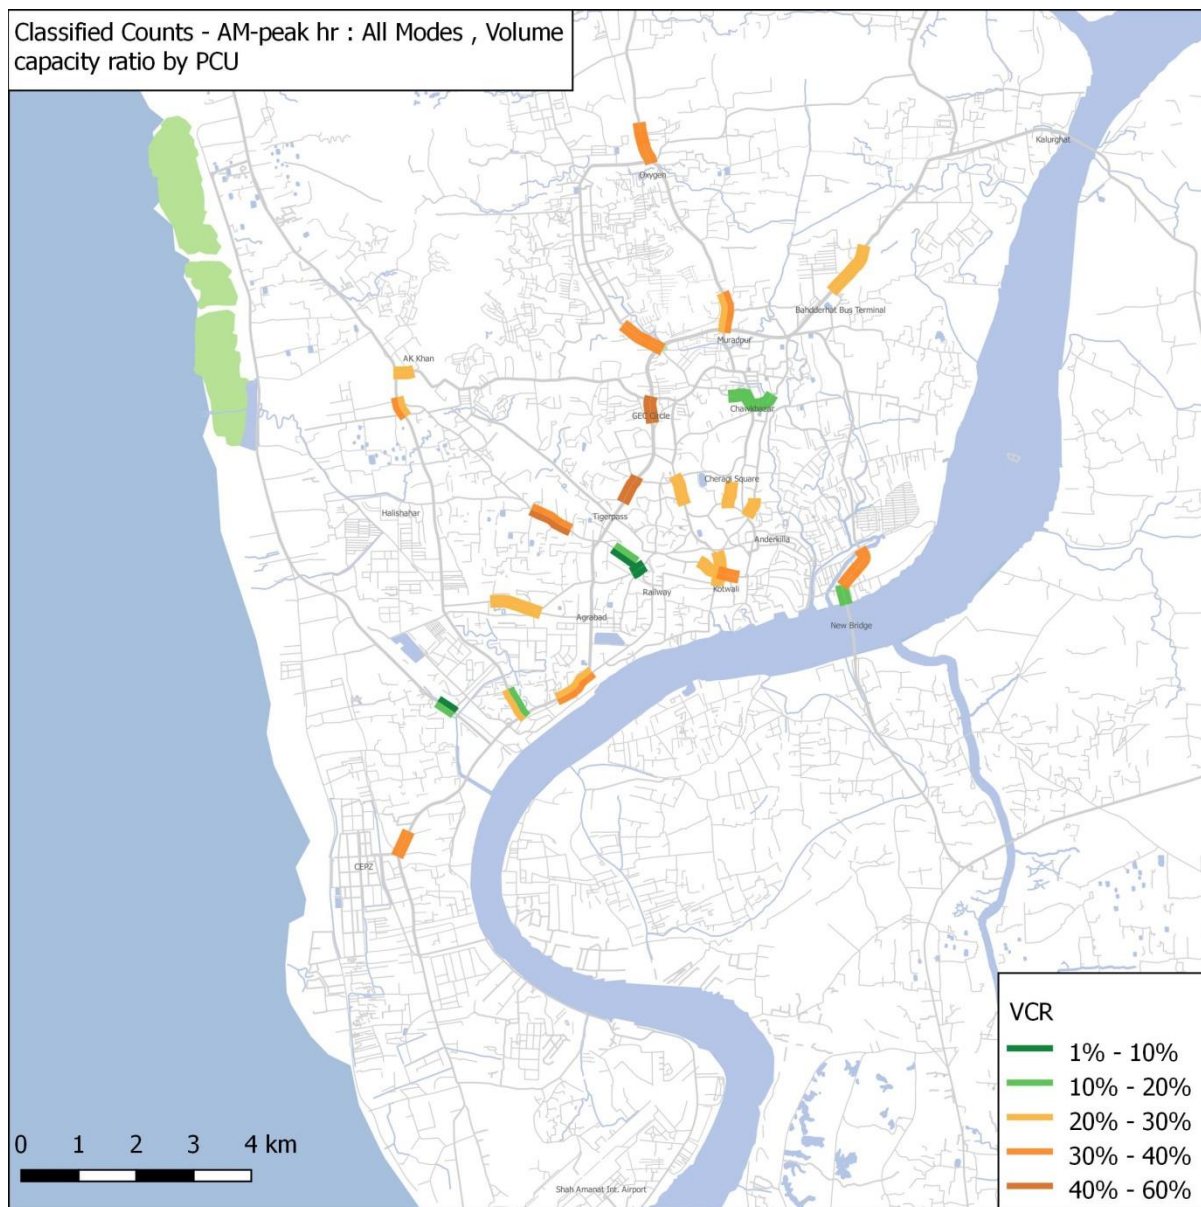 Classified Counts - AM-peak hr : All Modes , Volume
capacity ratio by PCU
Kalurghat
Oxygen
Bahdderhat Bus Terminal
Muradpur
AK Khan
Chawkbazar
GEC Circle
Cheragi Square
Halishahar
Tigerpass
Anderkilla
Railway
Kotwali
Agrabad
New Bridge
CEPZ
VCR
1% - 10%
10% - 20%
20% - 30%
30% - 40%
40% - 60%
0 1 2 3 4 km
Shah Amanat Int. Airport